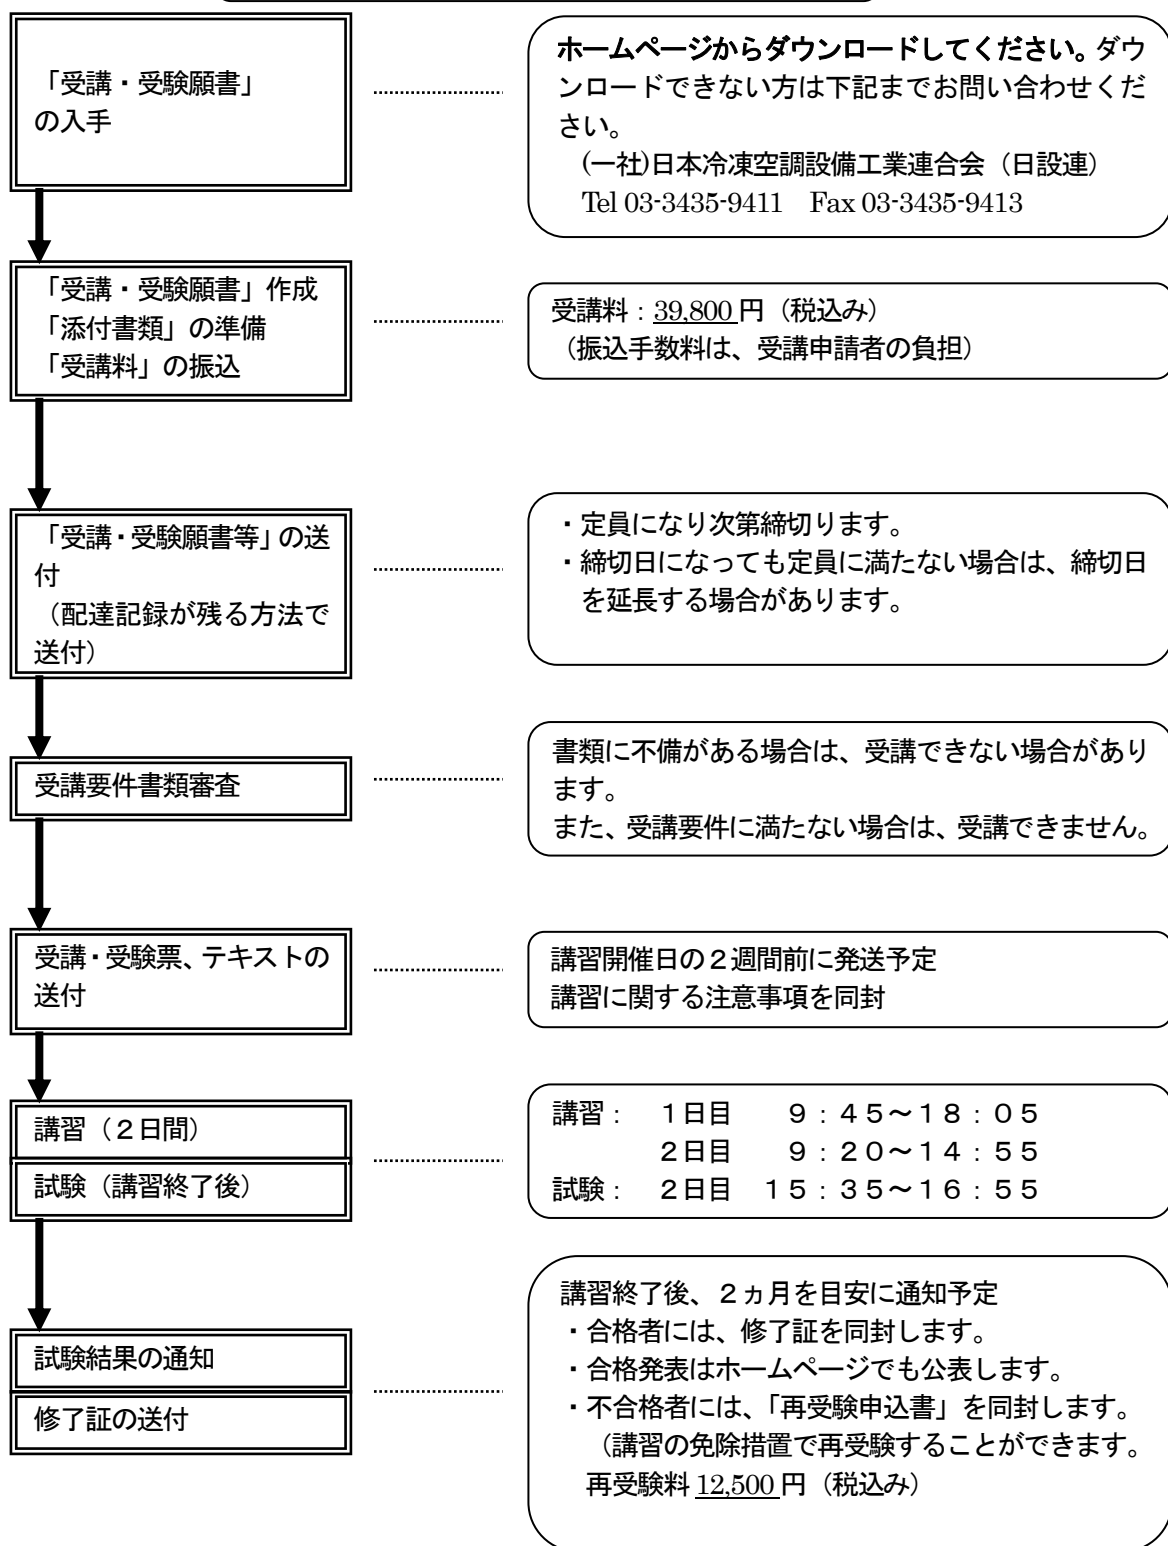 「受講・受験願書」
の入手
ホームページからダウンロードしてください。ダウ
ンロードできない方は下記までお問い合わせくだ
さい。
(一社)日本冷凍空調設備工業連合会（日設連）
Tel 03-3435-9411　Fax 03-3435-9413
「受講・受験願書」作成
「添付書類」の準備
「受講料」の振込
受講料：39,800 円（税込み）
（振込手数料は、受講申請者の負担）
「受講・受験願書等」の送
付
（配達記録が残る方法で
送付）
・定員になり次第締切ります。
・締切日になっても定員に満たない場合は、締切日
を延長する場合があります。
受講要件書類審査
書類に不備がある場合は、受講できない場合があり
ます。
また、受講要件に満たない場合は、受講できません。
受講・受験票、テキストの
送付
講習開催日の２週間前に発送予定
講習に関する注意事項を同封
講習（２日間）
試験（講習終了後）
講習：　１日目　　９：４５～１８：０５
２日目　　９：２０～１４：５５
試験：　２日目　１５：３５～１６：５５
試験結果の通知
修了証の送付
講習終了後、２ヵ月を目安に通知予定
・合格者には、修了証を同封します。
・合格発表はホームページでも公表します。
・不合格者には、「再受験申込書」を同封します。
（講習の免除措置で再受験することができます。
再受験料 12,500 円（税込み）